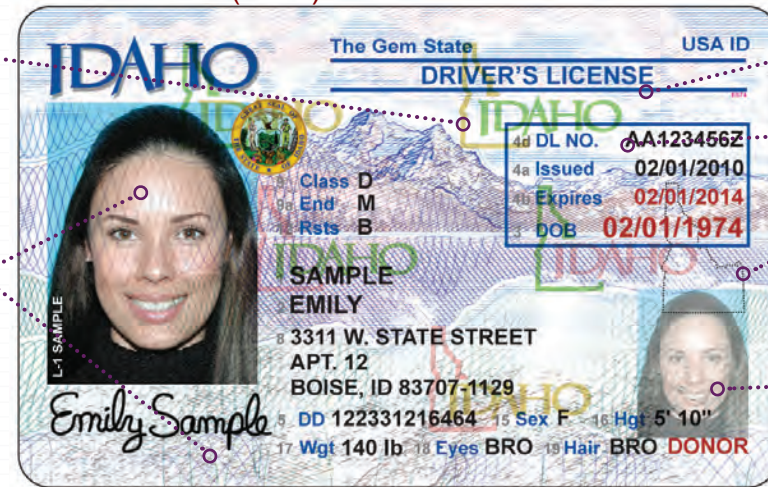 IDAHO
The Gem State
USA ID
DRIVER'S LICENSE
4d DL NO. AA123456Z
4a Issued 02/01/2010
4b Expires 02/01/2014
3 DOB 02/01/1974
9 Class D
9a End M
Rsts B
IDAHO
IDAHO
IDAHO
IDAHO
SAMPLE
EMILY
8 3311 W. STATE STREET
APT. 12
BOISE, ID 83707-1129
IDAHO
L-1 SAMPLE
Emily Sample
5 DD 122331216464 15 Sex F 16 Hgt 5' 10"
17 Wgt 140 lb 18 Eyes BRO 19 Hair BRO DONOR